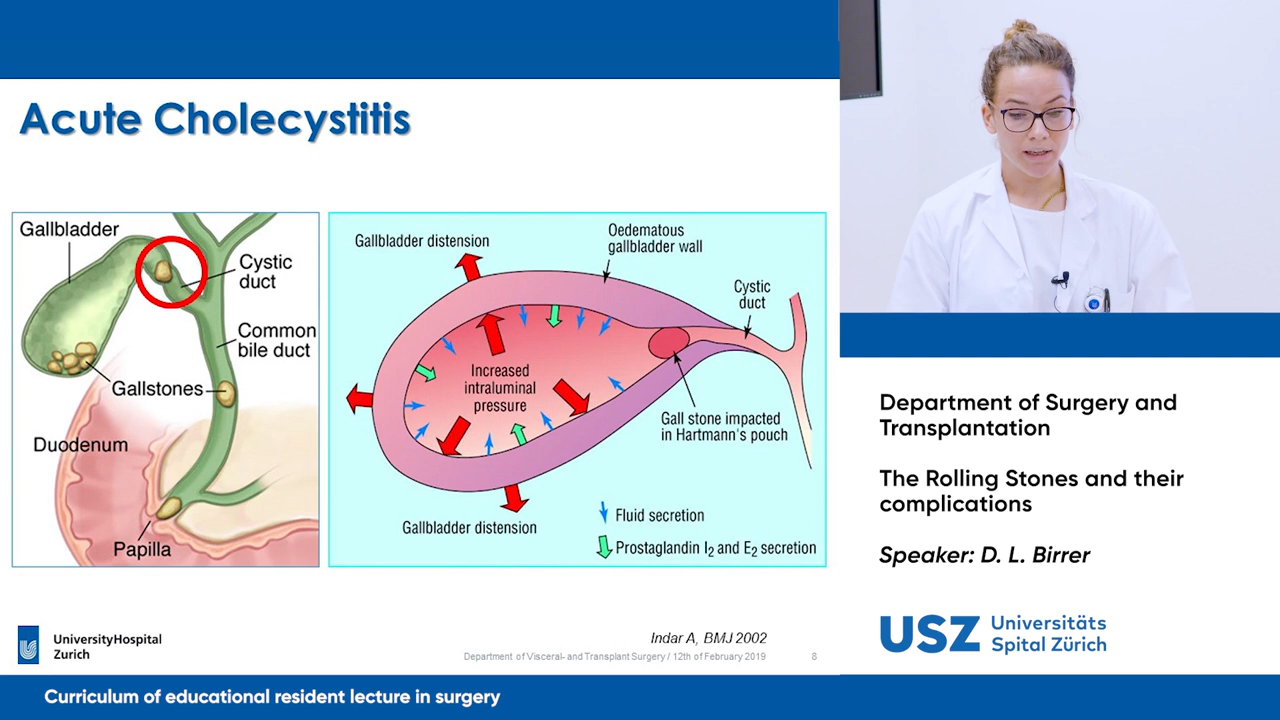 Acute Cholecystitis
Gallbladder
Cystic
duct
Common
bile duct
Gallstones
Duodenum
Papilla
Gallbladder distension
Oedematous
gallbladder wall
Cystic
duct
Increased
intraluminal
pressure
Gall stone impacted
in Hartmann's pouch
Gallbladder distension
Fluid secretion
Prostaglandin I2 and E2 secretion
UniversityHospital
Zurich
Indar A, BMJ 2002
Department of Visceral- and Transplant Surgery / 12th of February 2019
8
Department of Surgery and
Transplantation
The Rolling Stones and their
complications
Speaker: D. L. Birrer
USZ Universitäts
Spital Zürich
Curriculum of educational resident lecture in surgery